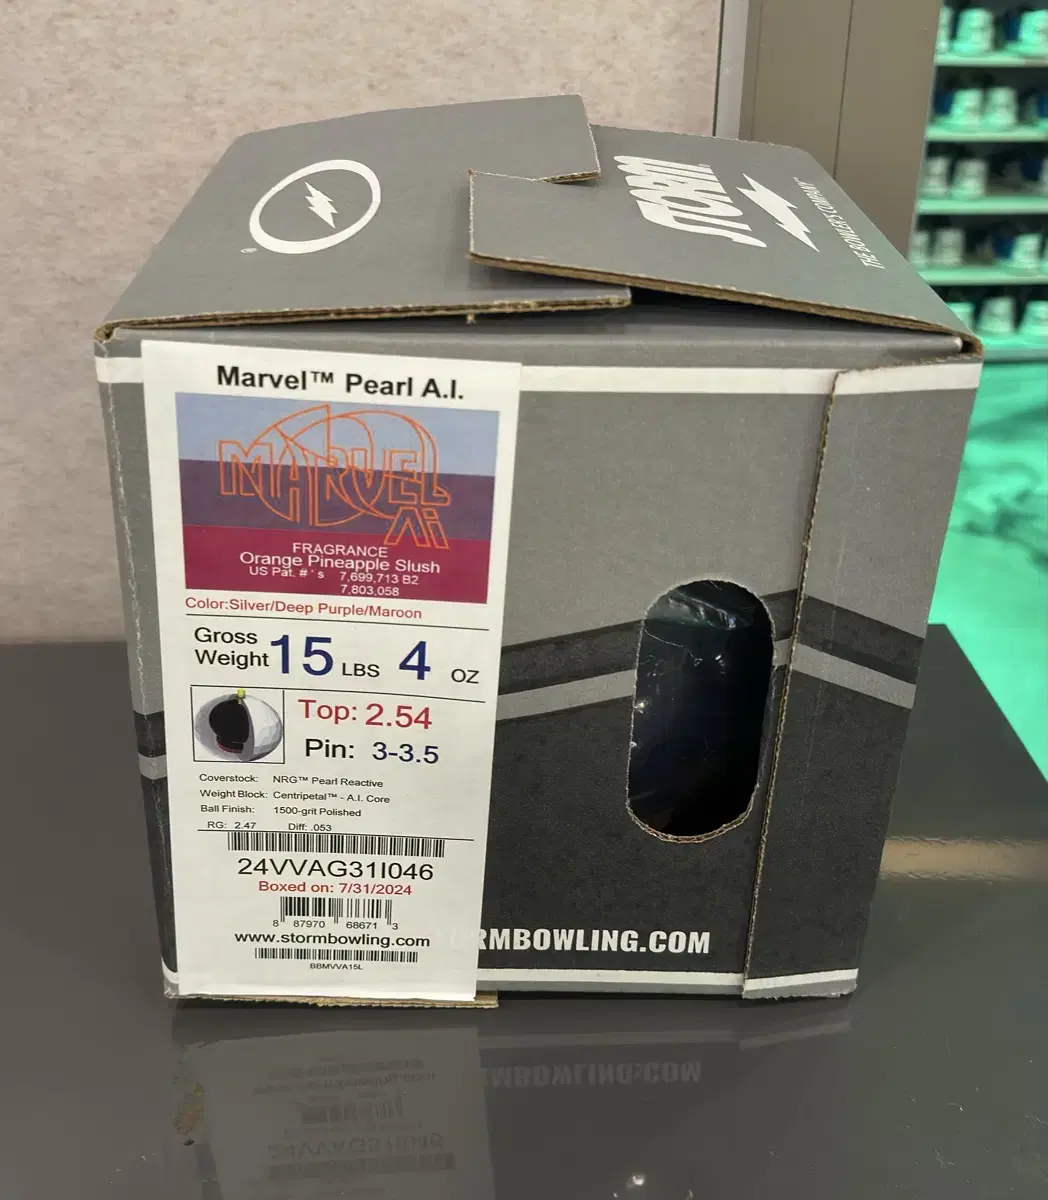 STORM
THE BOWLER'S COMPANY™
®
Marvel™ Pearl A.I.
MARVEL
Ai
FRAGRANCE
Orange Pineapple Slush
US Pat. #'s 7,699,713 B2
7,803,058
Color:Silver/Deep Purple/Maroon
Gross Weight 15 LBS 4 OZ
Top: 2.54
Pin: 3-3.5
Coverstock: NRG™ Pearl Reactive
Weight Block: Centripetal™ - A.I. Core
Ball Finish: 1500-grit Polished
RG: 2.47 Diff: .053
24VVAG31I046
Boxed on: 7/31/2024
8 87970 68671 3
www.stormbowling.com
BBMVVA15L
RMBOWLING.COM